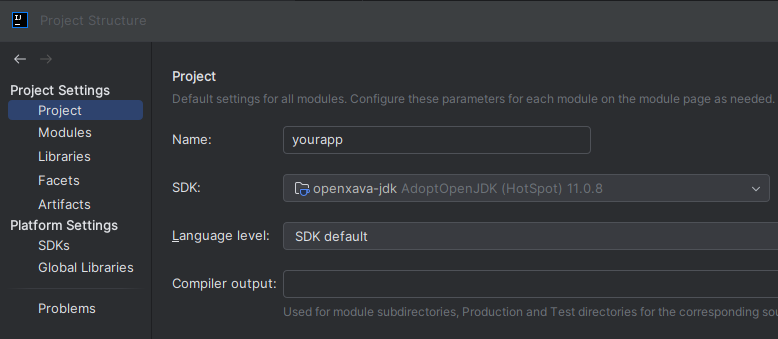 IJ
Project Structure
Project Settings
Project
Modules
Libraries
Facets
Artifacts
Platform Settings
SDKs
Global Libraries
Problems
Project
Default settings for all modules. Configure these parameters for each module on the module page as needed.
Name: yourapp
SDK: openxava-jdk AdoptOpenJDK (HotSpot) 11.0.8
Language level: SDK default
Compiler output:
Used for module subdirectories, Production and Test directories for the corresponding sou